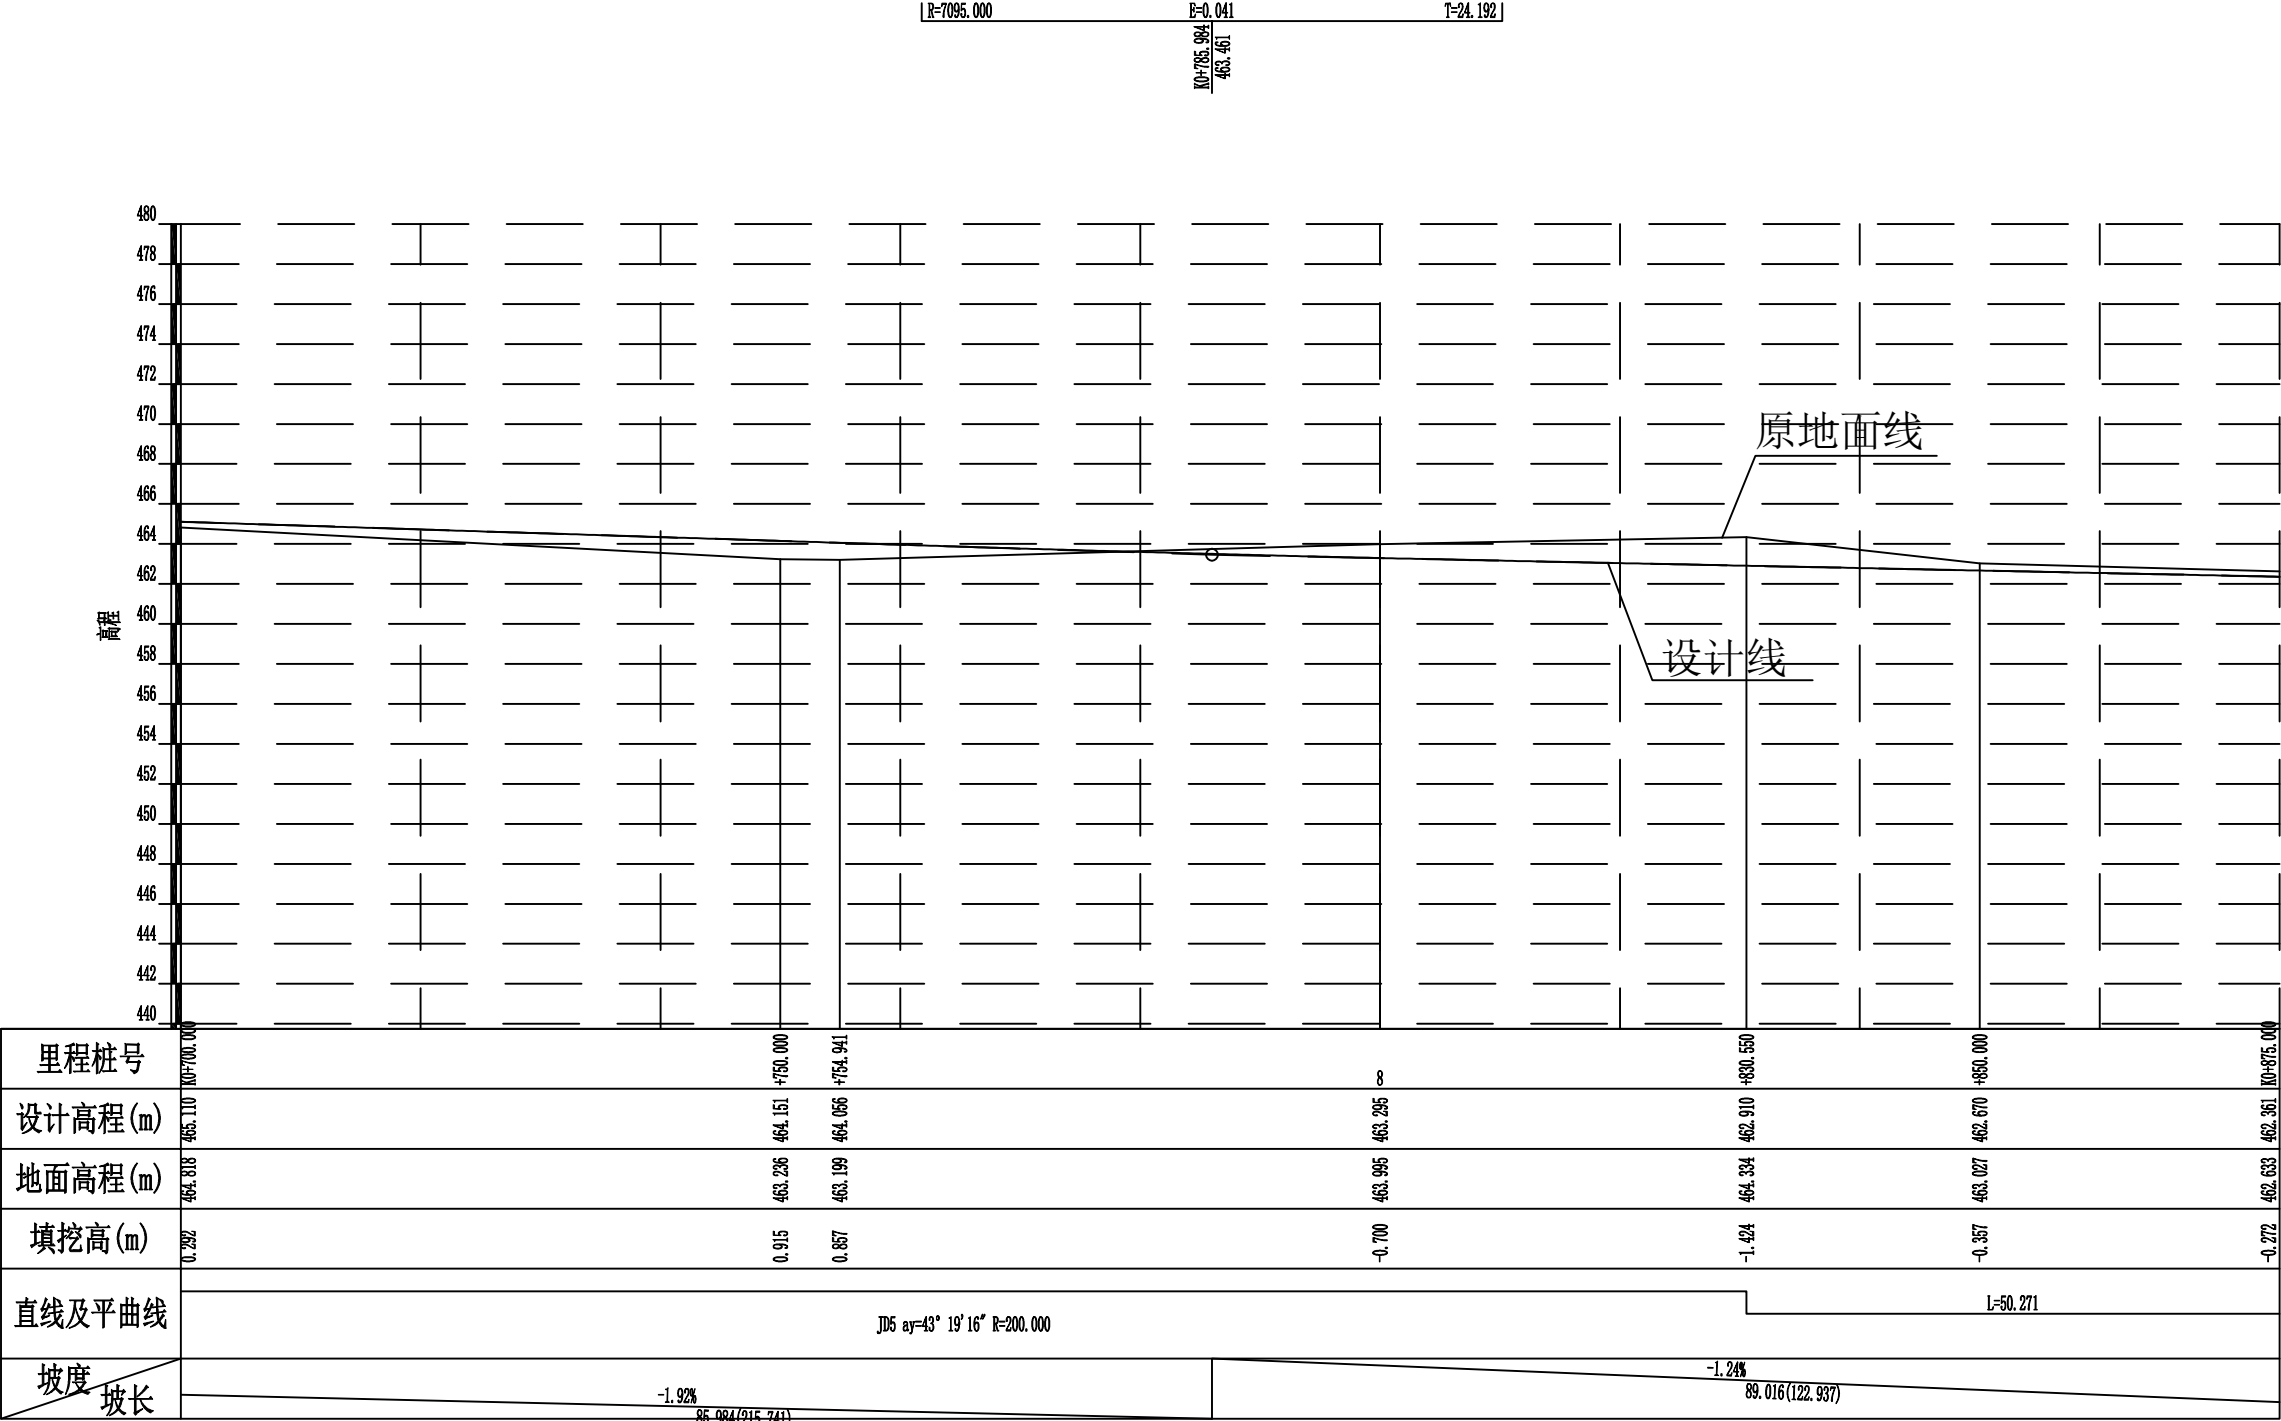 R=7095.000 E=0.041 T=24.192
K0+785.984
463.461
480
478
476
474
472
470
468
466
464
462
460
458
456
454
452
450
448
446
444
442
440
高程
原地面线
设计线
里程桩号 K0+700.000 +750.000 +754.941 8 +830.550 +850.000 K0+875.000
设计高程(m) 465.110 464.151 464.056 463.295 462.910 462.670 462.361
地面高程(m) 464.818 463.236 463.199 463.995 464.334 463.027 462.633
填挖高(m) 0.292 0.915 0.857 -0.700 -1.424 -0.357 -0.272
直线及平曲线 JD5 ay=43° 19'16" R=200.000 L=50.271
坡度 -1.92% -1.24%
坡长 85.984(215.741) 89.016(122.937)